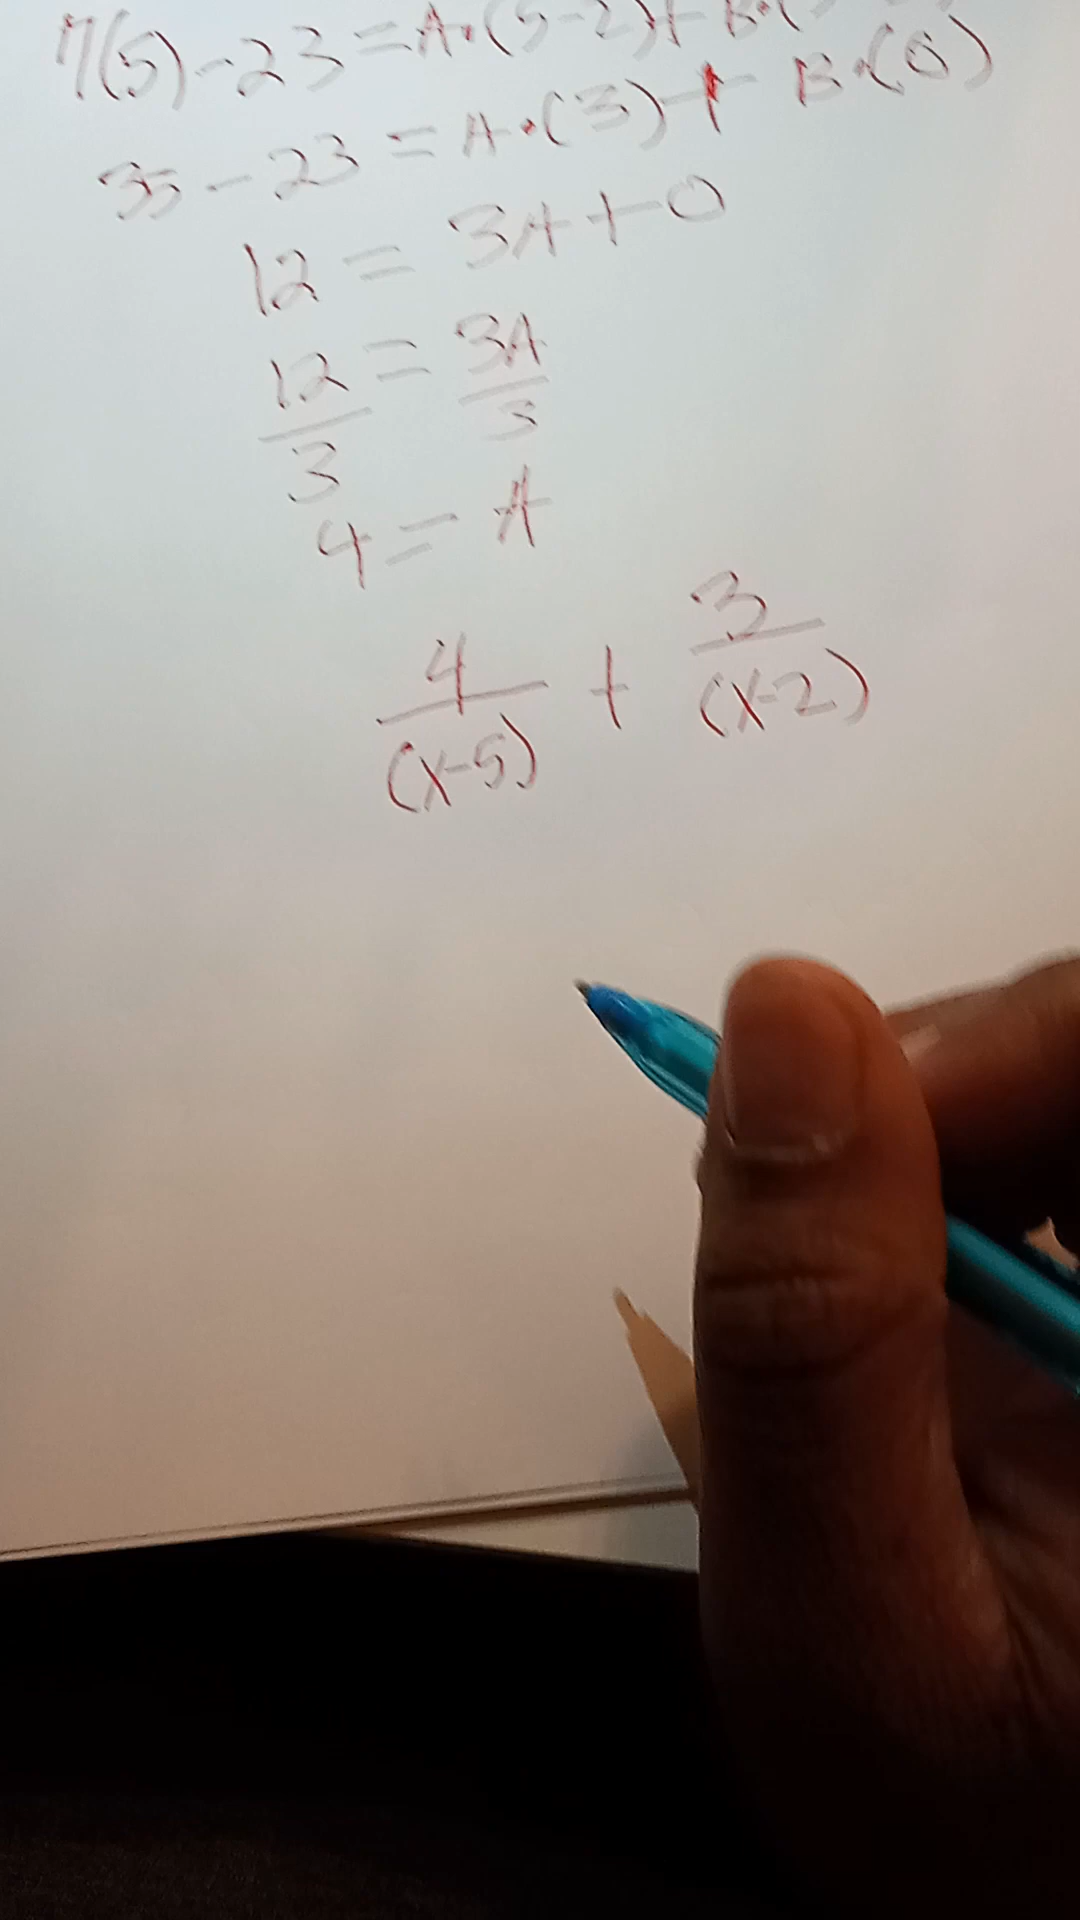 7(5)-23=A•(5-2)+B•(
35-23=A•(3)+B•(0)
12=3A+0
12/3=3A/3
4=A
4/(x-5)+3/(x-2)